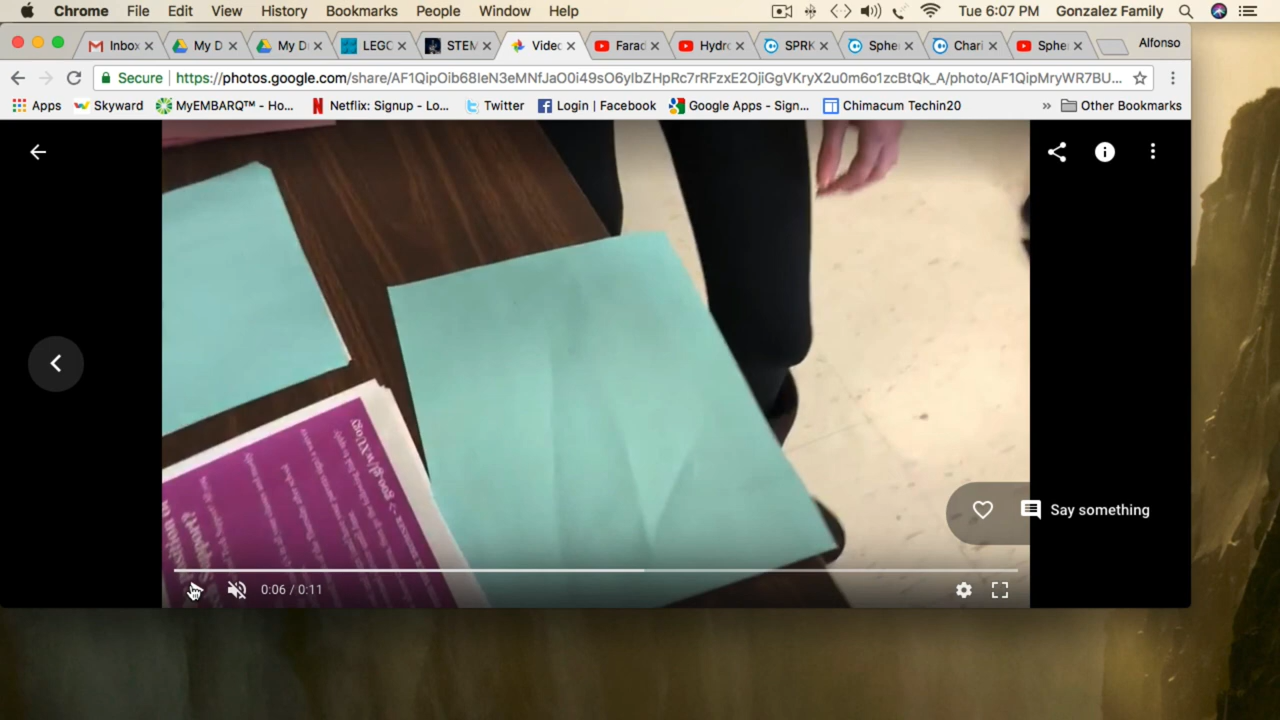 Chrome File Edit View History Bookmarks People Window Help Tue 6:07 PM Gonzalez Family
Inbox My D My D LEGO STEM Video Farac Hydro SPRK Sphe Chari Sphe Alfonso
Secure https://photos.google.com/share/AF1QipOib68IeN3eMNfJaO0i49sO6yIbZHpRc7rRFzxE2OjiGgVKryX2u0m6o1zcBtQk_A/photo/AF1QipMryWR7BU...
Apps Skyward MyEMBARQ™ - Ho... Netflix: Signup - Lo... Twitter Login | Facebook Google Apps - Sign... Chimacum Techin20 » Other Bookmarks
Support?
Say something
0:06 / 0:11